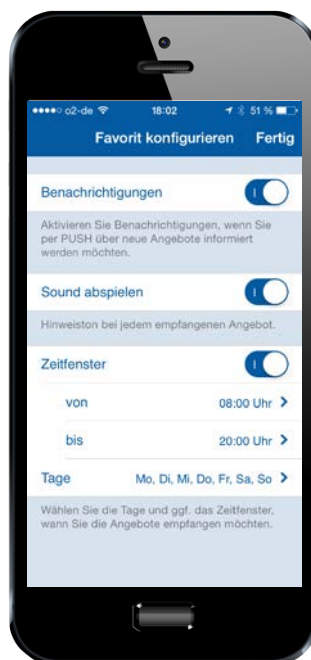 o2-de 18:02 51 %
Favorit konfigurieren Fertig
Benachrichtigungen
Aktivieren Sie Benachrichtigungen, wenn Sie
per PUSH über neue Angebote informiert
werden möchten.
Sound abspielen
Hinweiston bei jedem empfangenen Angebot.
Zeitfenster
von 08:00 Uhr
bis 20:00 Uhr
Tage Mo, Di, Mi, Do, Fr, Sa, So
Wählen Sie die Tage und ggf. das Zeitfenster,
wann Sie die Angebote empfangen möchten.